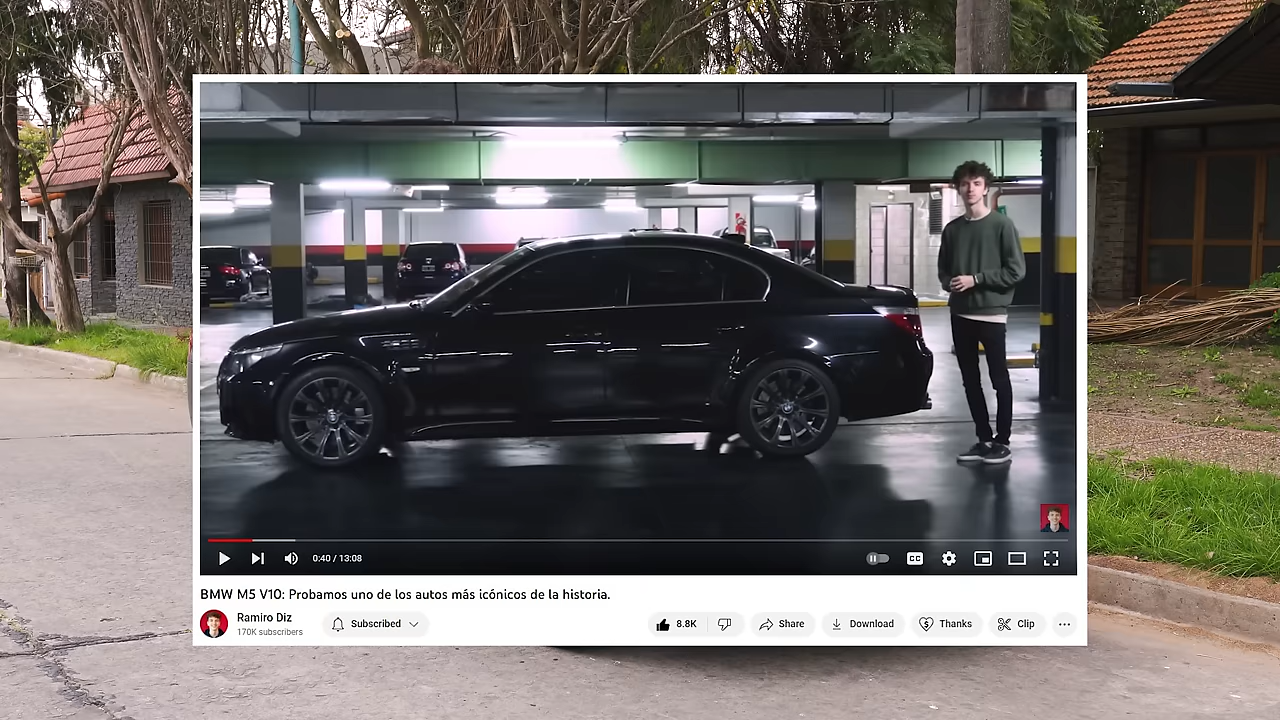 0:40 / 13:08
CC
BMW M5 V10: Probamos uno de los autos más icónicos de la historia.
Ramiro Diz
170K subscribers
Subscribed
8.8K
Share
Download
Thanks
Clip